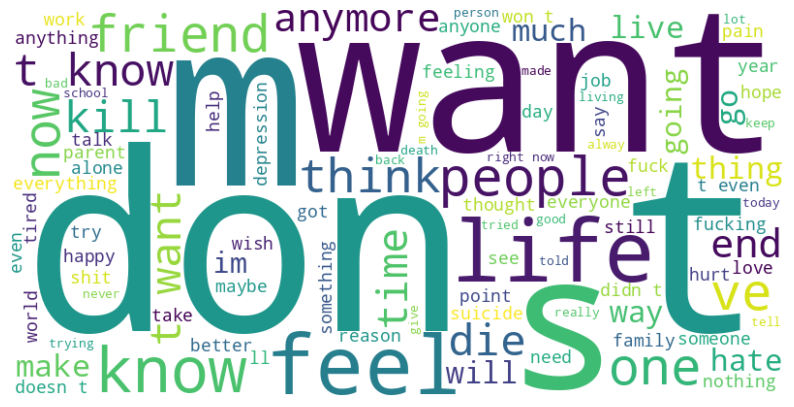 work
friend
anymore
person
anyone
won t
much
live
lot
pain
anything
t know
m
want
bad
school
now
kill
help
depression
feeling
made
day
job
living
say
going
go
year
hope
keep
m going
talk
parent
alone
everything
death
back
think
people
right now
alway
fuck
thing
left
t even
today
don t
tired
even
world
try
happy
shit
never
t want
got
wish
im
maybe
something
time
thought
everyone
tried
good
see
told
life
still
fucking
end
hurt
love
take
trying
reason
give
point
suicide
didn t
really
s
way
ve
tell
make
doesn t
know
better
ll
feel
die
will
need
one
family
someone
hate
nothing